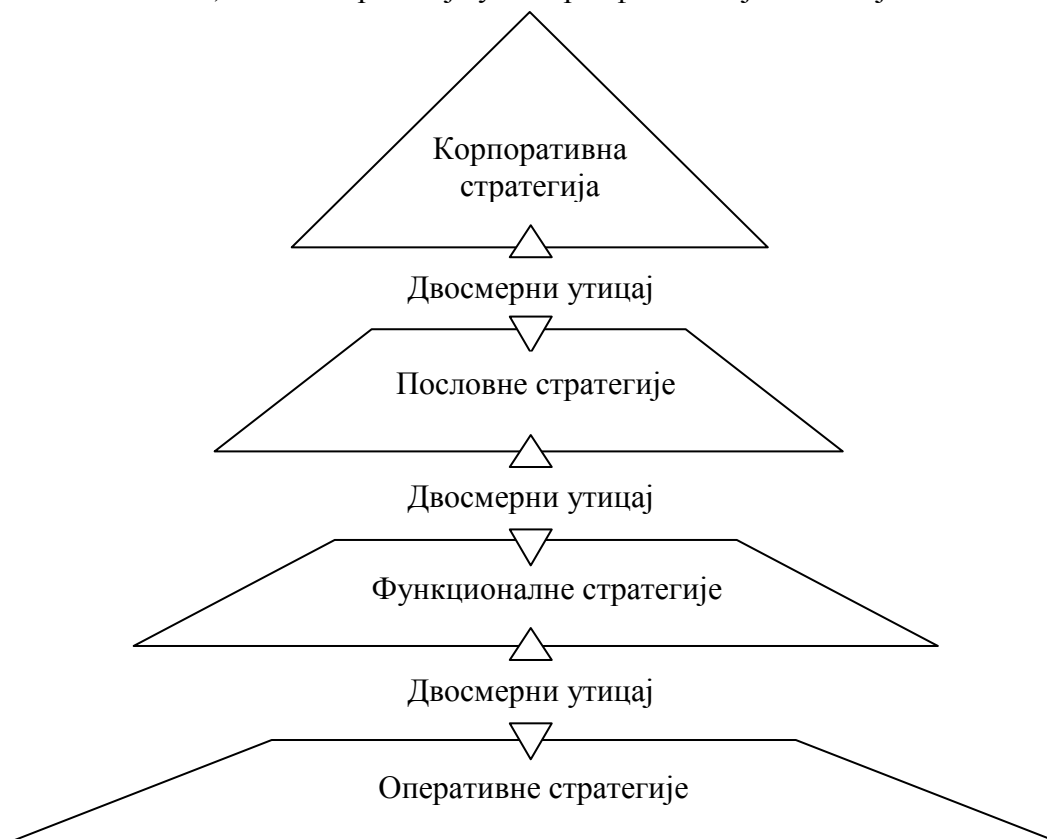 Корпоративна
стратегија
Двосмерни утицај
Пословне стратегије
Двосмерни утицај
Функционалне стратегије
Двосмерни утицај
Оперативне стратегије